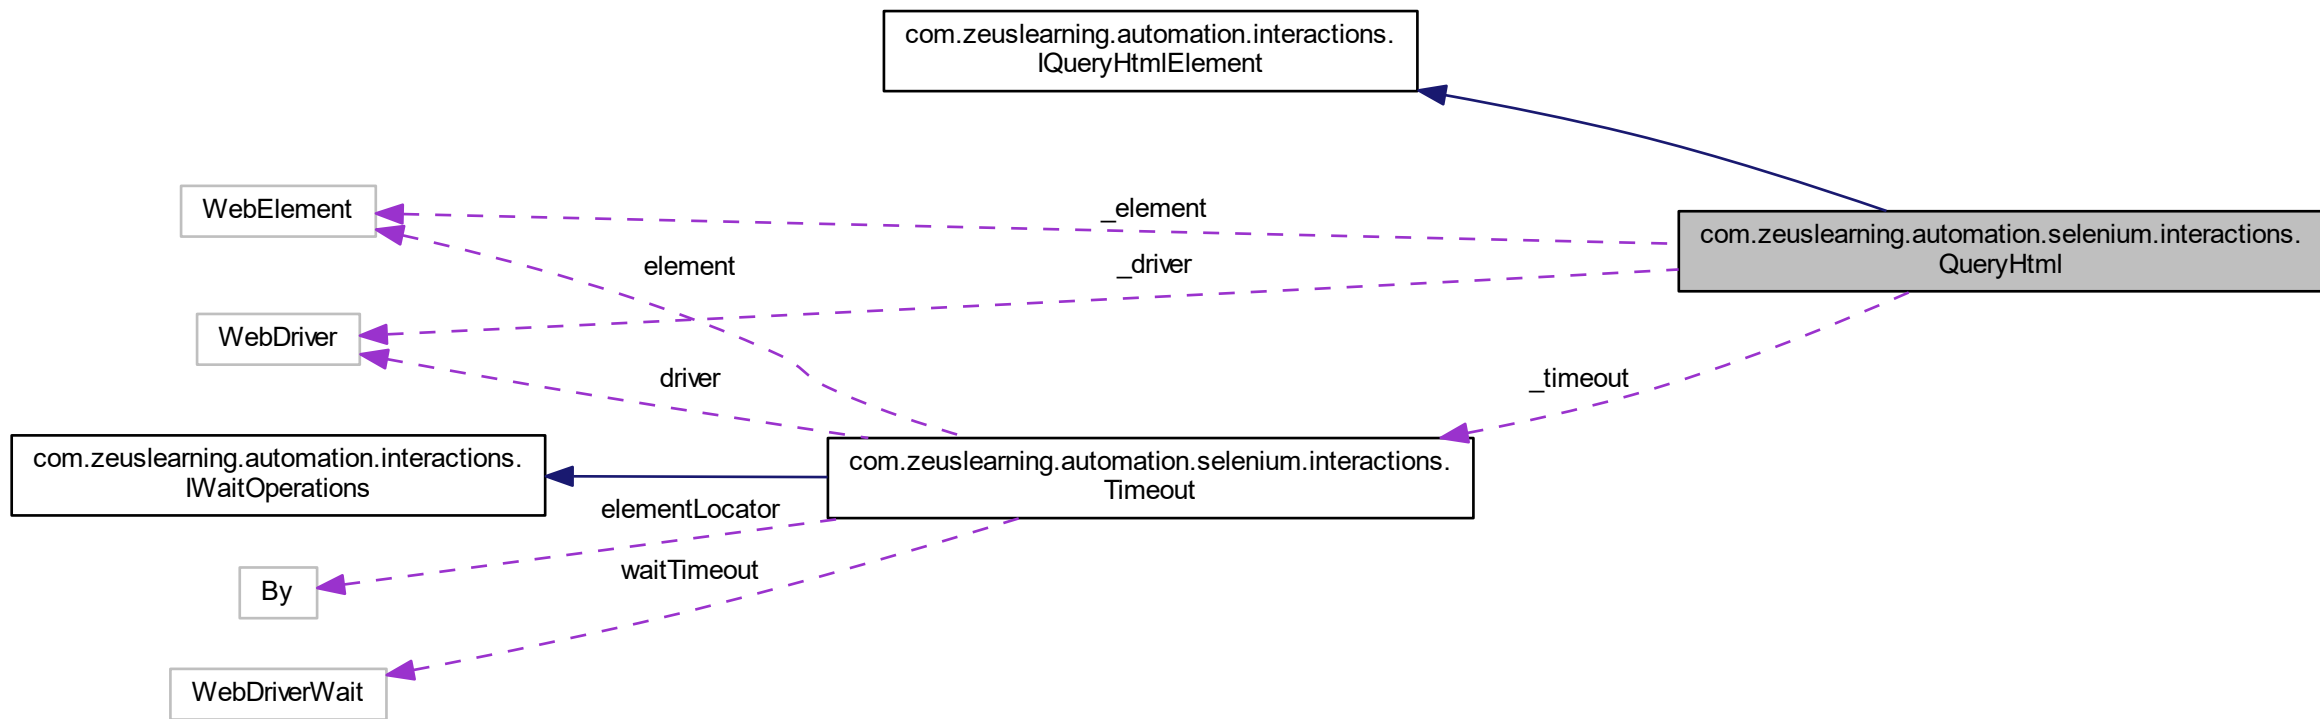 com.zeuslearning.automation.interactions.
IQueryHtmlElement
WebElement
_element
com.zeuslearning.automation.selenium.interactions.
QueryHtml
element
_driver
WebDriver
driver
_timeout
com.zeuslearning.automation.interactions.
IWaitOperations
com.zeuslearning.automation.selenium.interactions.
Timeout
elementLocator
By
waitTimeout
WebDriverWait